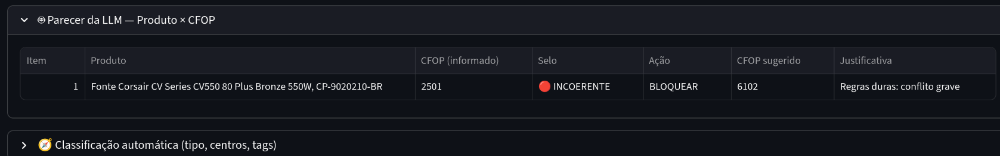 Parecer da LLM — Produto × CFOP
Item Produto CFOP (informado) Selo Ação CFOP sugerido Justificativa
1 Fonte Corsair CV Series CV550 80 Plus Bronze 550W, CP-9020210-BR 2501 🔴 INCOERENTE BLOQUEAR 6102 Regras duras: conflito grave
🧭 Classificação automática (tipo, centros, tags)